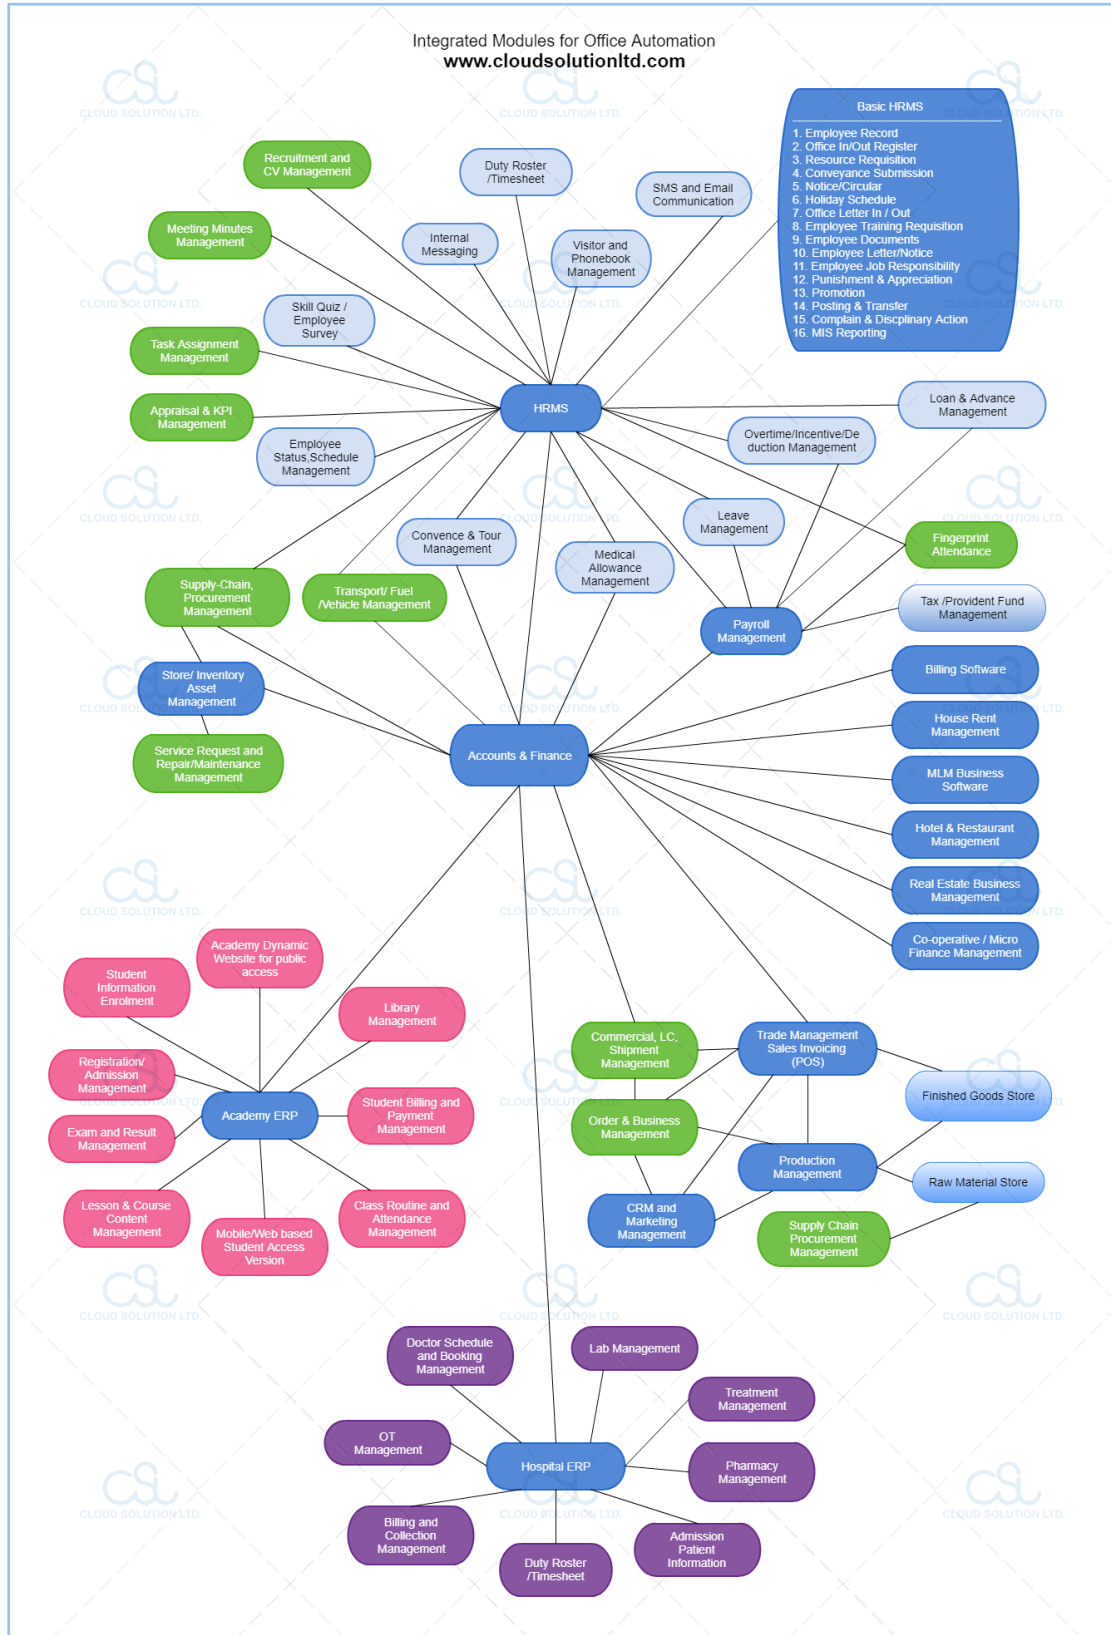 Integrated Modules for Office Automation
www.cloudsolutionltd.com
CSL
CLOUD SOLUTION LTD.
Basic HRMS
1. Employee Record
2. Office In/Out Register
3. Resource Requisition
4. Conveyance Submission
5. Notice/Circular
6. Holiday Schedule
7. Office Letter In / Out
8. Employee Training Requisition
9. Employee Documents
10. Employee Letter/Notice
11. Employee Job Responsibility
12. Punishment & Appreciation
13. Promotion
14. Posting & Transfer
15. Complain & Discplinary Action
16. MIS Reporting
Recruitment and
CV Management
Duty Roster
/Timesheet
SMS and Email
Communication
Meeting Minutes
Management
Internal
Messaging
Visitor and
Phonebook
Management
Skill Quiz /
Employee
Survey
Task Assignment
Management
Appraisal & KPI
Management
HRMS
Loan & Advance
Management
Employee
Status,Schedule
Management
Overtime/Incentive/De
duction Management
Convence & Tour
Management
Medical
Allowance
Management
Leave
Management
Fingerprint
Attendance
Supply-Chain,
Procurement
Management
Transport/ Fuel
/Vehicle Management
Payroll
Management
Tax /Provident Fund
Management
Store/ Inventory
Asset
Management
Billing Software
House Rent
Management
Service Request and
Repair/Maintenance
Management
Accounts & Finance
MLM Business
Software
Hotel & Restaurant
Management
Real Estate Business
Management
Co-operative / Micro
Finance Management
Academy Dynamic
Website for public
access
Student
Information
Enrolment
Library
Management
Registration/
Admission
Management
Academy ERP
Student Billing and
Payment
Management
Exam and Result
Management
Lesson & Course
Content
Management
Mobile/Web based
Student Access
Version
Class Routine and
Attendance
Management
Commercial, LC,
Shipment
Management
Trade Management
Sales Invoicing
(POS)
Finished Goods Store
Order & Business
Management
Production
Management
Raw Material Store
CRM and
Marketing
Management
Supply Chain
Procurement
Management
Doctor Schedule
and Booking
Management
Lab Management
Treatment
Management
OT
Management
Hospital ERP
Pharmacy
Management
Billing and
Collection
Management
Duty Roster
/Timesheet
Admission
Patient
Information